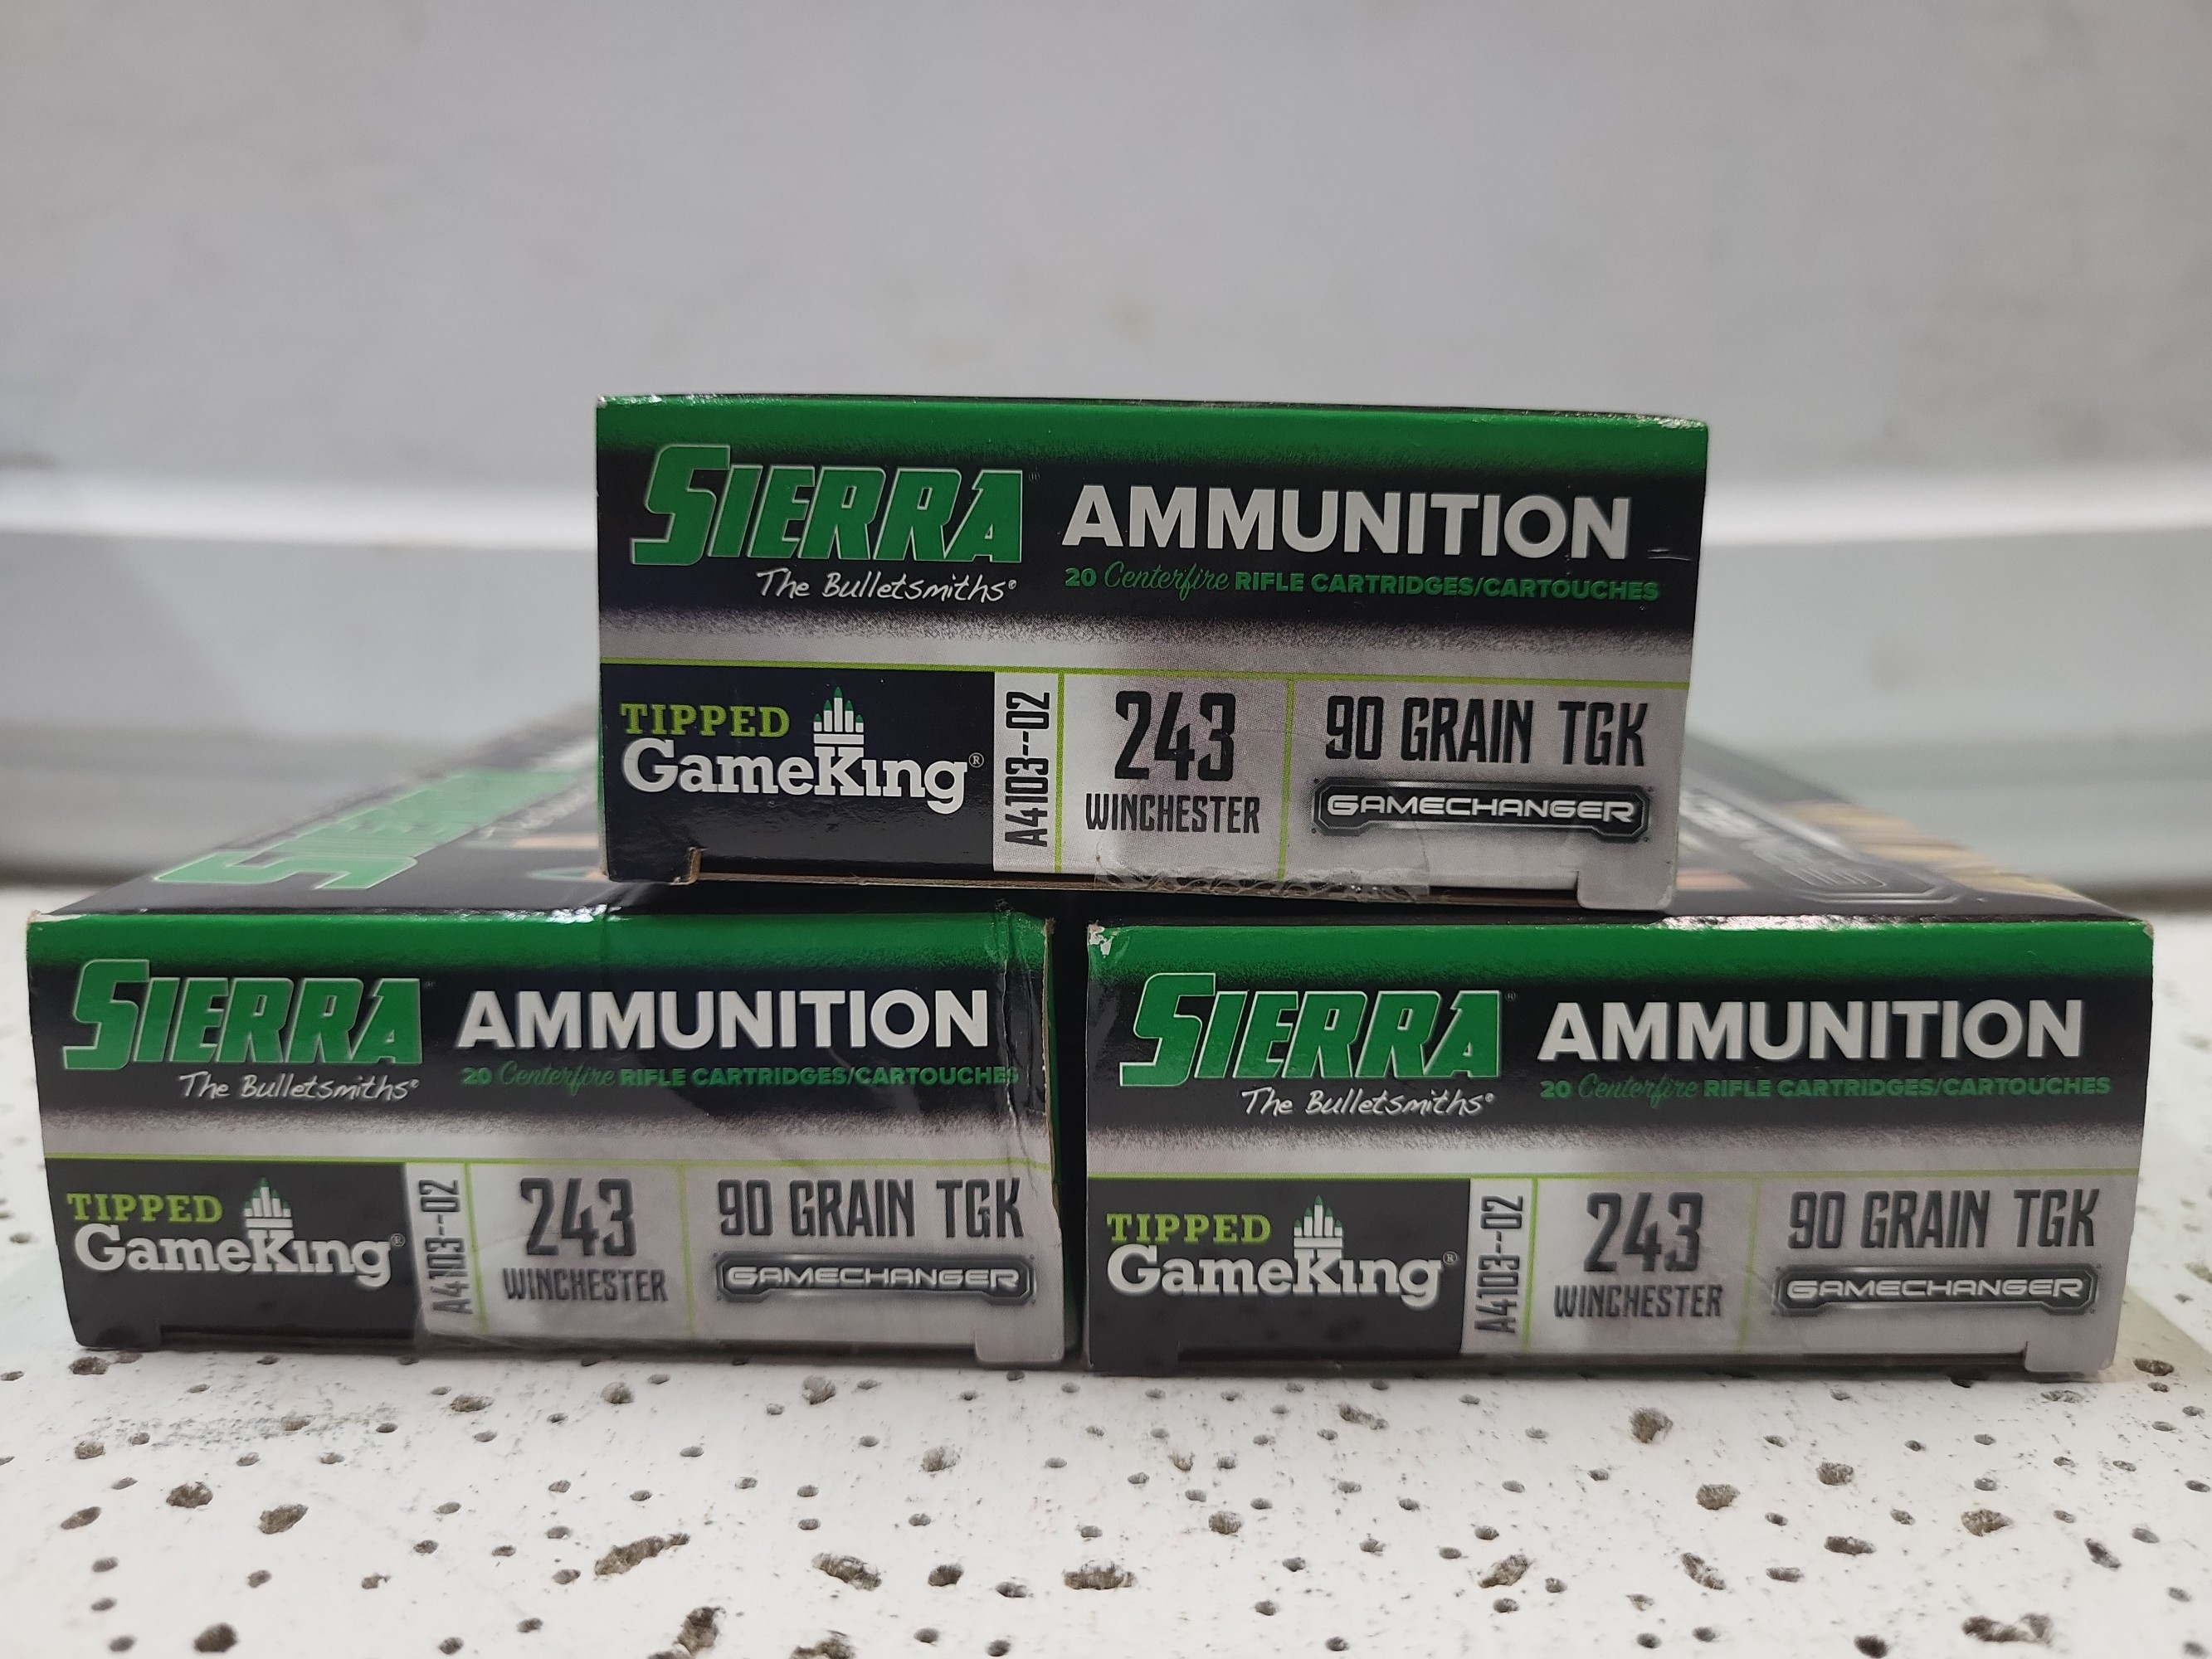 SIERRA AMMUNITION
The Bulletsmiths® 20 Centerfire RIFLE CARTRIDGES/CARTOUCHES
TIPPED
GameKing®
A4103--02
243
WINCHESTER
90 GRAIN TGK
GAMECHANGER
SIERRA
SIERRA AMMUNITION
The Bulletsmiths® 20 Centerfire RIFLE CARTRIDGES/CARTOUCHES
TIPPED
GameKing®
A4103--02
243
WINCHESTER
90 GRAIN TGK
GAMECHANGER
SIERRA AMMUNITION
The Bulletsmiths® 20 Centerfire RIFLE CARTRIDGES/CARTOUCHES
TIPPED
GameKing®
A4103--02
243
WINCHESTER
90 GRAIN TGK
GAMECHANGER